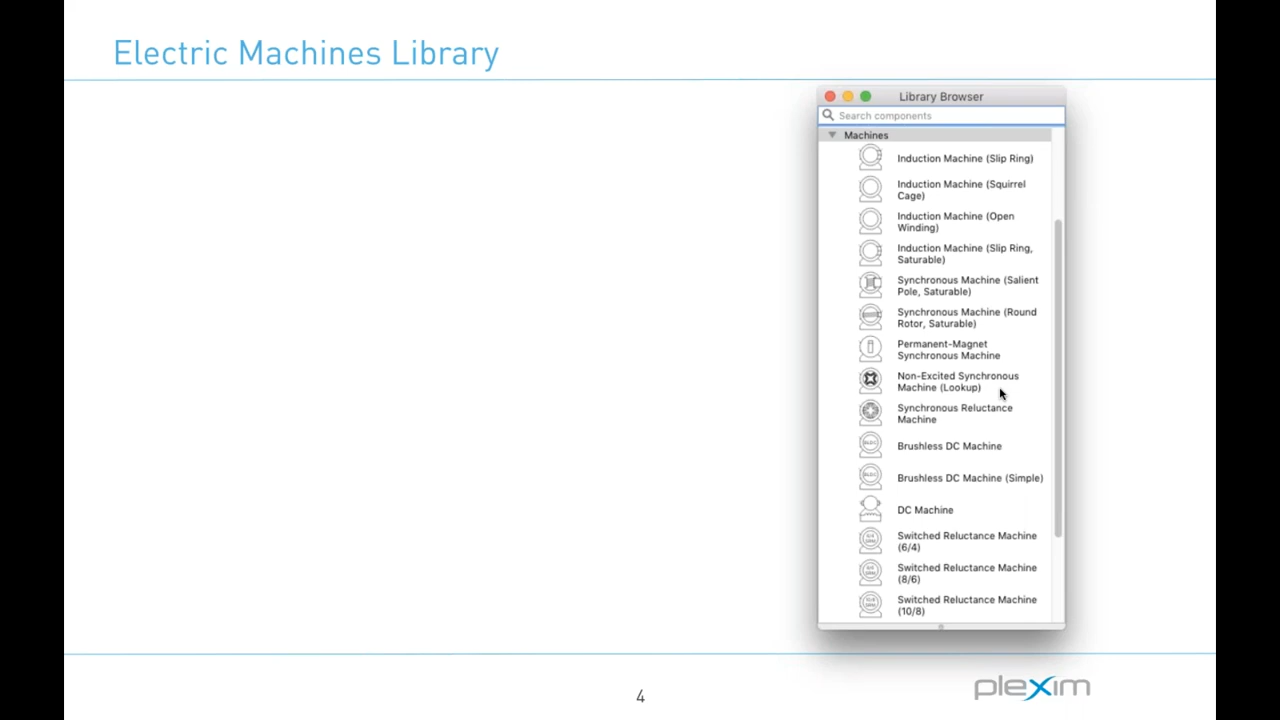 Electric Machines Library
Library Browser
Search components
Machines
Induction Machine (Slip Ring)
Induction Machine (Squirrel
Cage)
Induction Machine (Open
Winding)
Induction Machine (Slip Ring,
Saturable)
Synchronous Machine (Salient
Pole, Saturable)
Synchronous Machine (Round
Rotor, Saturable)
Permanent-Magnet
Synchronous Machine
Non-Excited Synchronous
Machine (Lookup)
Synchronous Reluctance
Machine
Brushless DC Machine
Brushless DC Machine (Simple)
DC Machine
Switched Reluctance Machine
(6/4)
Switched Reluctance Machine
(8/6)
Switched Reluctance Machine
(10/8)
4
plexim